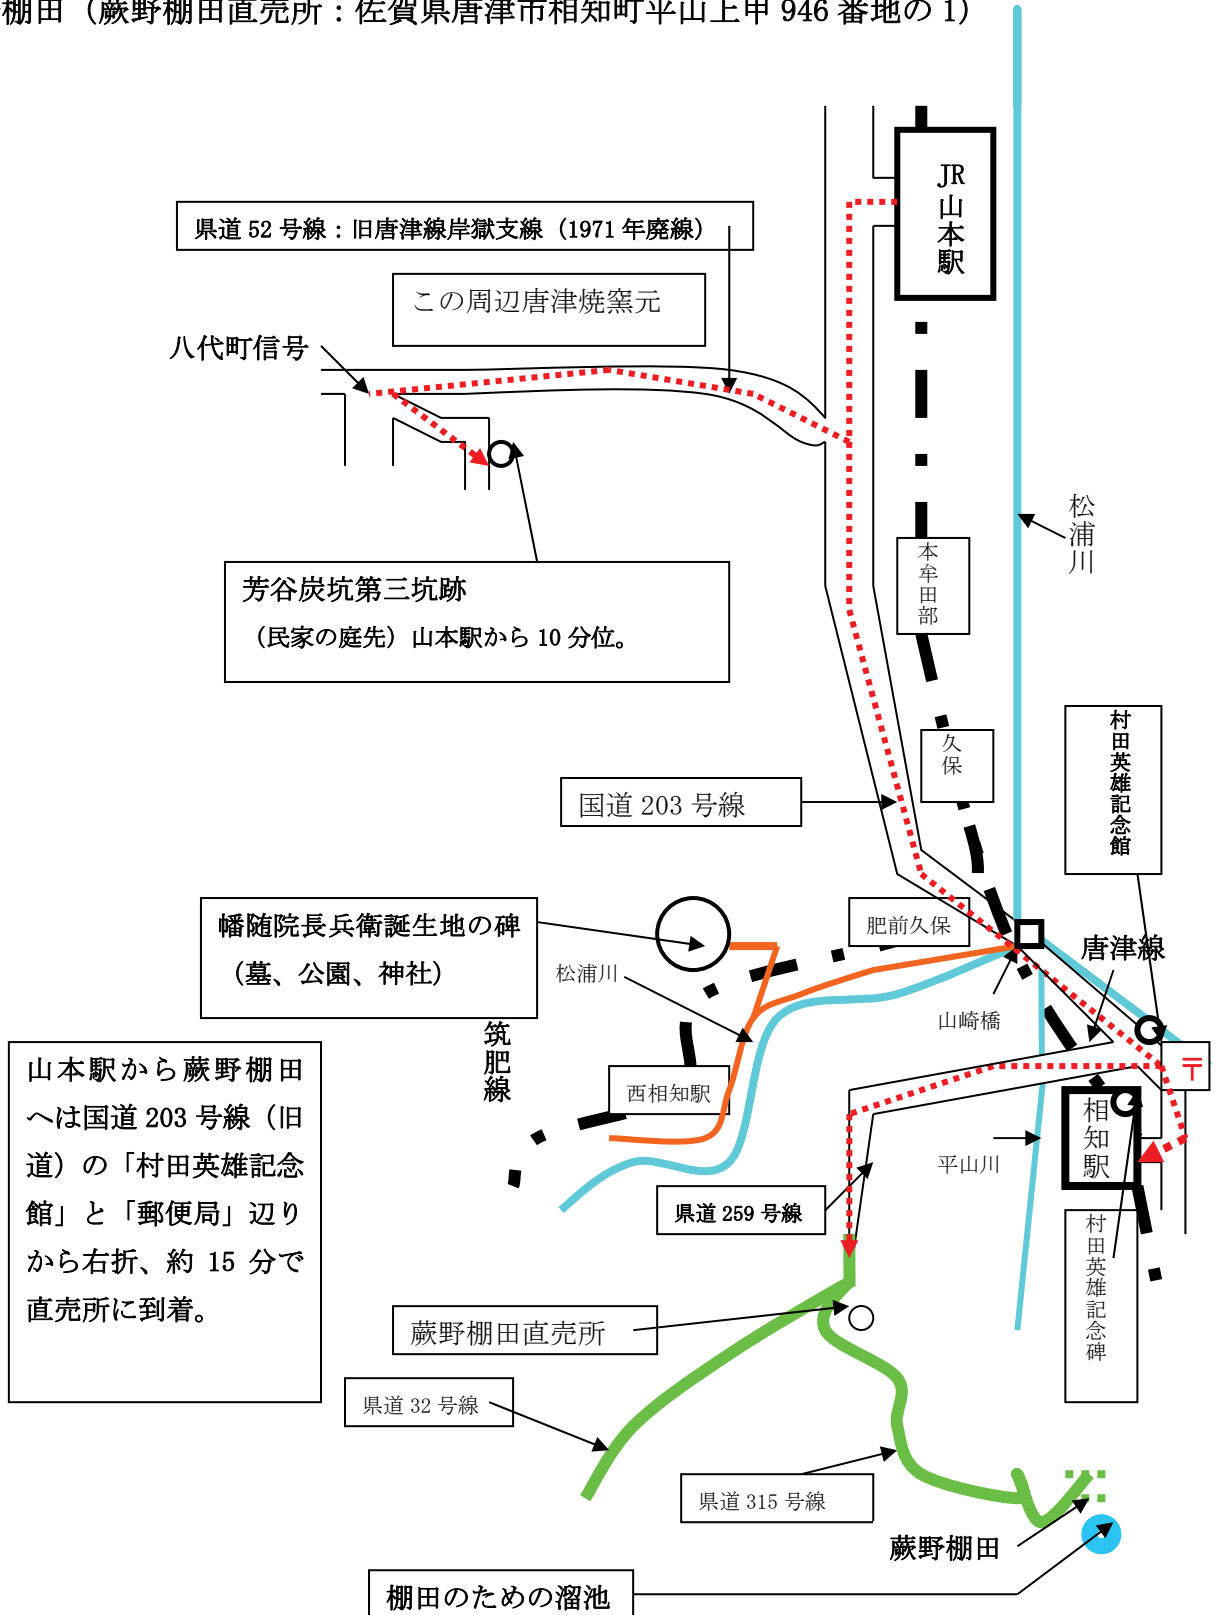 棚田（蕨野棚田直売所：佐賀県唐津市相知町平山上甲 946 番地の 1）
JR山本駅
県道 52 号線：旧唐津線岸獄支線（1971 年廃線）
この周辺唐津焼窯元
八代町信号
松浦川
本牟田部
芳谷炭坑第三坑跡
（民家の庭先）山本駅から 10 分位。
村田英雄記念館
久保
国道 203 号線
幡随院長兵衛誕生地の碑
（墓、公園、神社）
肥前久保
唐津線
松浦川
山崎橋
筑肥線
〒
山本駅から蕨野棚田
へは国道 203 号線（旧
道）の「村田英雄記念
館」と「郵便局」辺り
から右折、約 15 分で
直売所に到着。
西相知駅
相知駅
平山川
県道 259 号線
村田英雄記念碑
蕨野棚田直売所
県道 32 号線
県道 315 号線
蕨野棚田
棚田のための溜池